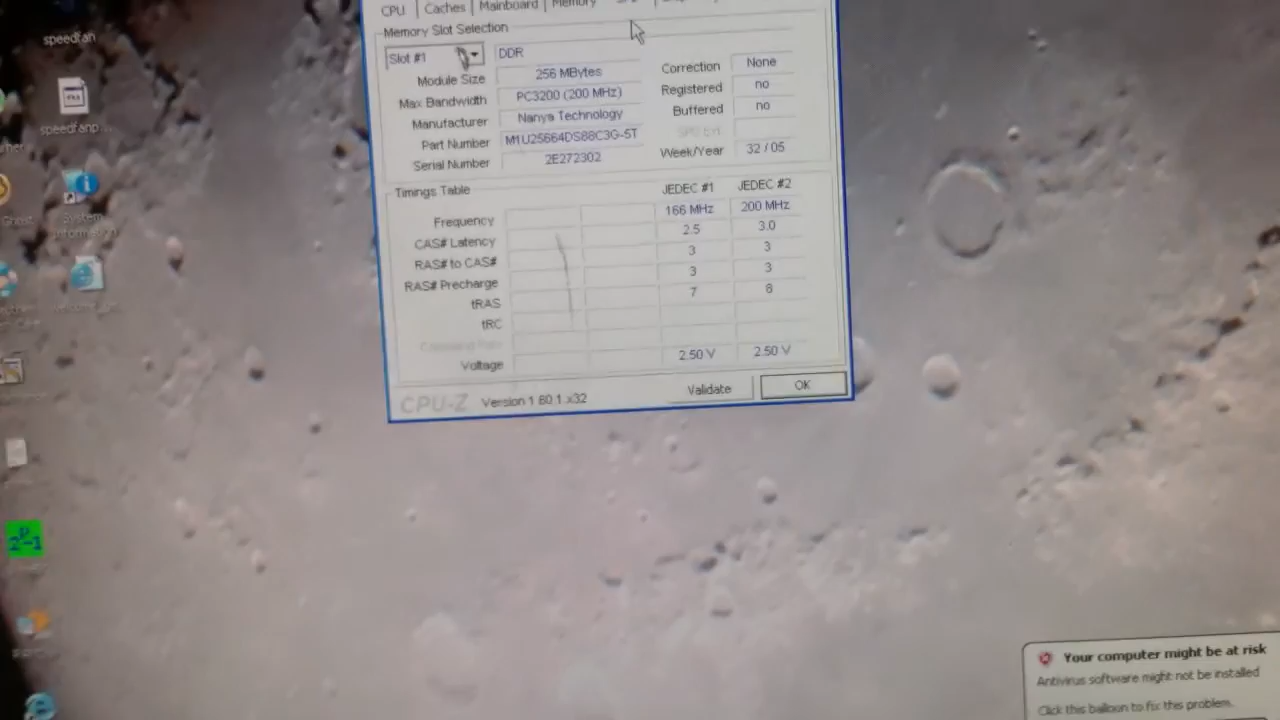 speedfan
speedfanp...
System
CPU
Caches
Mainboard
Memory
Memory Slot Selection
Slot #1
DDR
Module Size
256 MBytes
Max Bandwidth
PC3200 (200 MHz)
Manufacturer
Nanya Technology
Part Number
M1U25664DS88C3G-5T
Serial Number
2E272302
Correction
None
Registered
no
Buffered
no
Week/Year
32 / 05
Timings Table
JEDEC #1
JEDEC #2
Frequency
166 MHz
200 MHz
CAS# Latency
2.5
3.0
RAS# to CAS#
3
3
RAS# Precharge
3
3
tRAS
7
8
tRC
Voltage
2.50 V
2.50 V
CPU-Z
Version 1.60.1.x32
Validate
OK
Your computer might be at risk
Antivirus software might not be installed
Click this balloon to fix this problem.